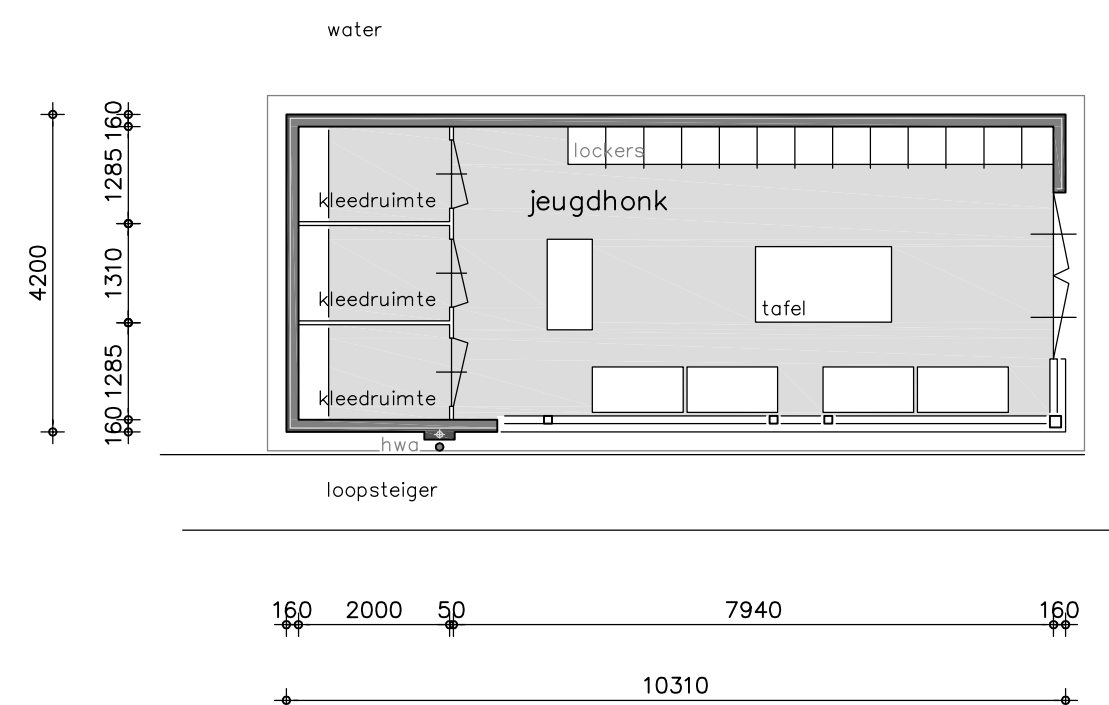 water
160
1285
1310
4200
1285
160
lockers
jeugdhonk
kleedruimte
kleedruimte
tafel
kleedruimte
hwa
loopsteiger
160 2000 50 7940 160
10310